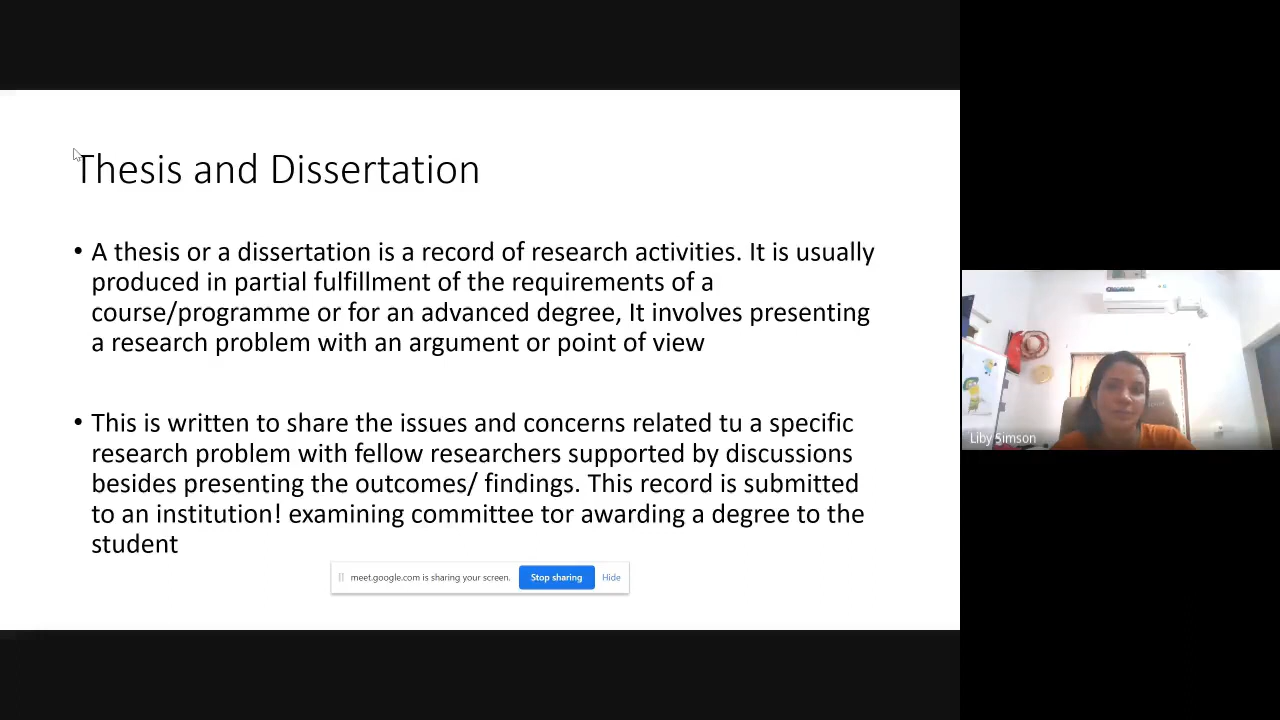 Thesis and Dissertation
• A thesis or a dissertation is a record of research activities. It is usually
produced in partial fulfillment of the requirements of a
course/programme or for an advanced degree, It involves presenting
a research problem with an argument or point of view
• This is written to share the issues and concerns related tu a specific
research problem with fellow researchers supported by discussions
besides presenting the outcomes/ findings. This record is submitted
to an institution! examining committee tor awarding a degree to the
student
meet.google.com is sharing your screen. Stop sharing Hide
Liby Simson